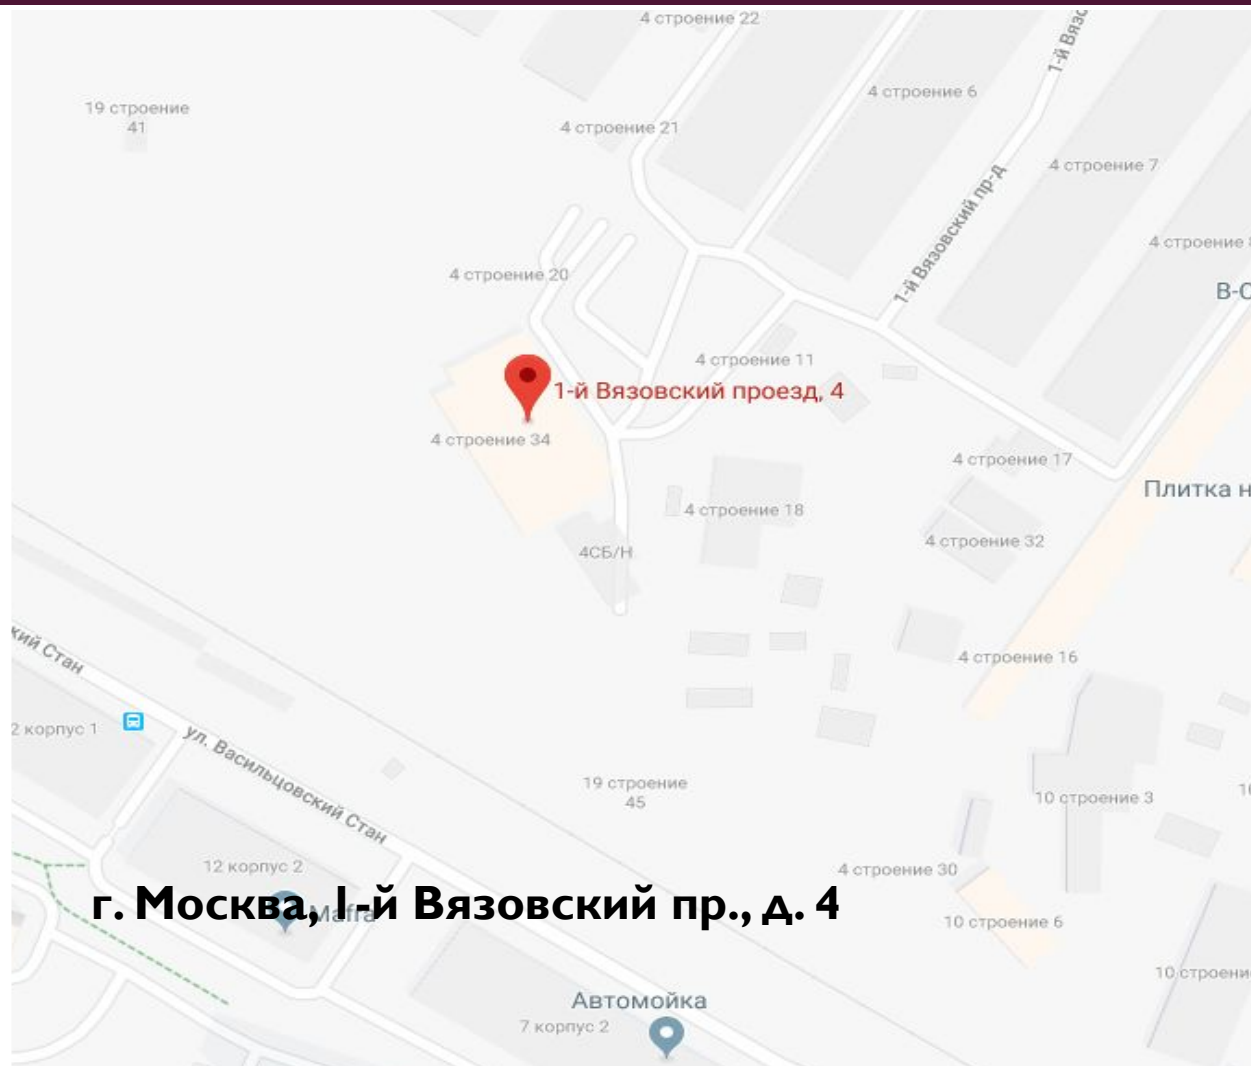 4 строение 22
1-й Вязо
19 строение
41
4 строение 6
4 строение 21
4 строение 7
1-й Вязовский пр-д
4 строение
4 строение 20
В-С
4 строение 11
1-й Вязовский проезд, 4
4 строение 34
4 строение 17
Плитка н
4 строение 18
4СБ/Н
4 строение 32
кий Стан
4 строение 16
2 корпус 1
ул. Васильцовский Стан
19 строение
45
10 строение 3
12 корпус 2
4 строение 30
г. Москва, 1-й Вязовский пр., д. 4
Mafra
10 строение 6
10 строени
Автомойка
7 корпус 2